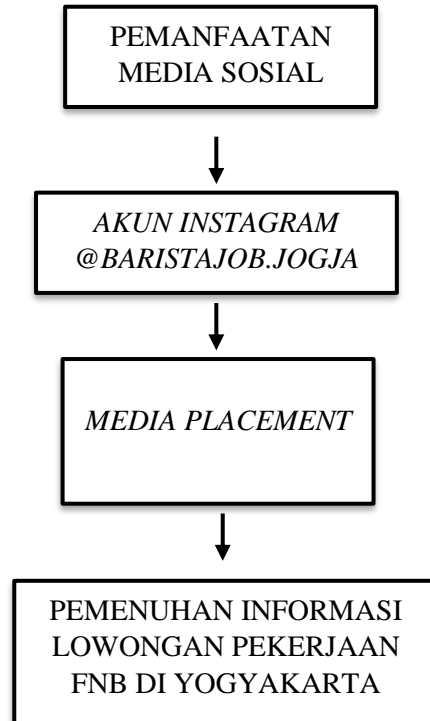 PEMANFAATAN
MEDIA SOSIAL
AKUN INSTAGRAM
@BARISTAJOB.JOGJA
MEDIA PLACEMENT
PEMENUHAN INFORMASI
LOWONGAN PEKERJAAN
FNB DI YOGYAKARTA